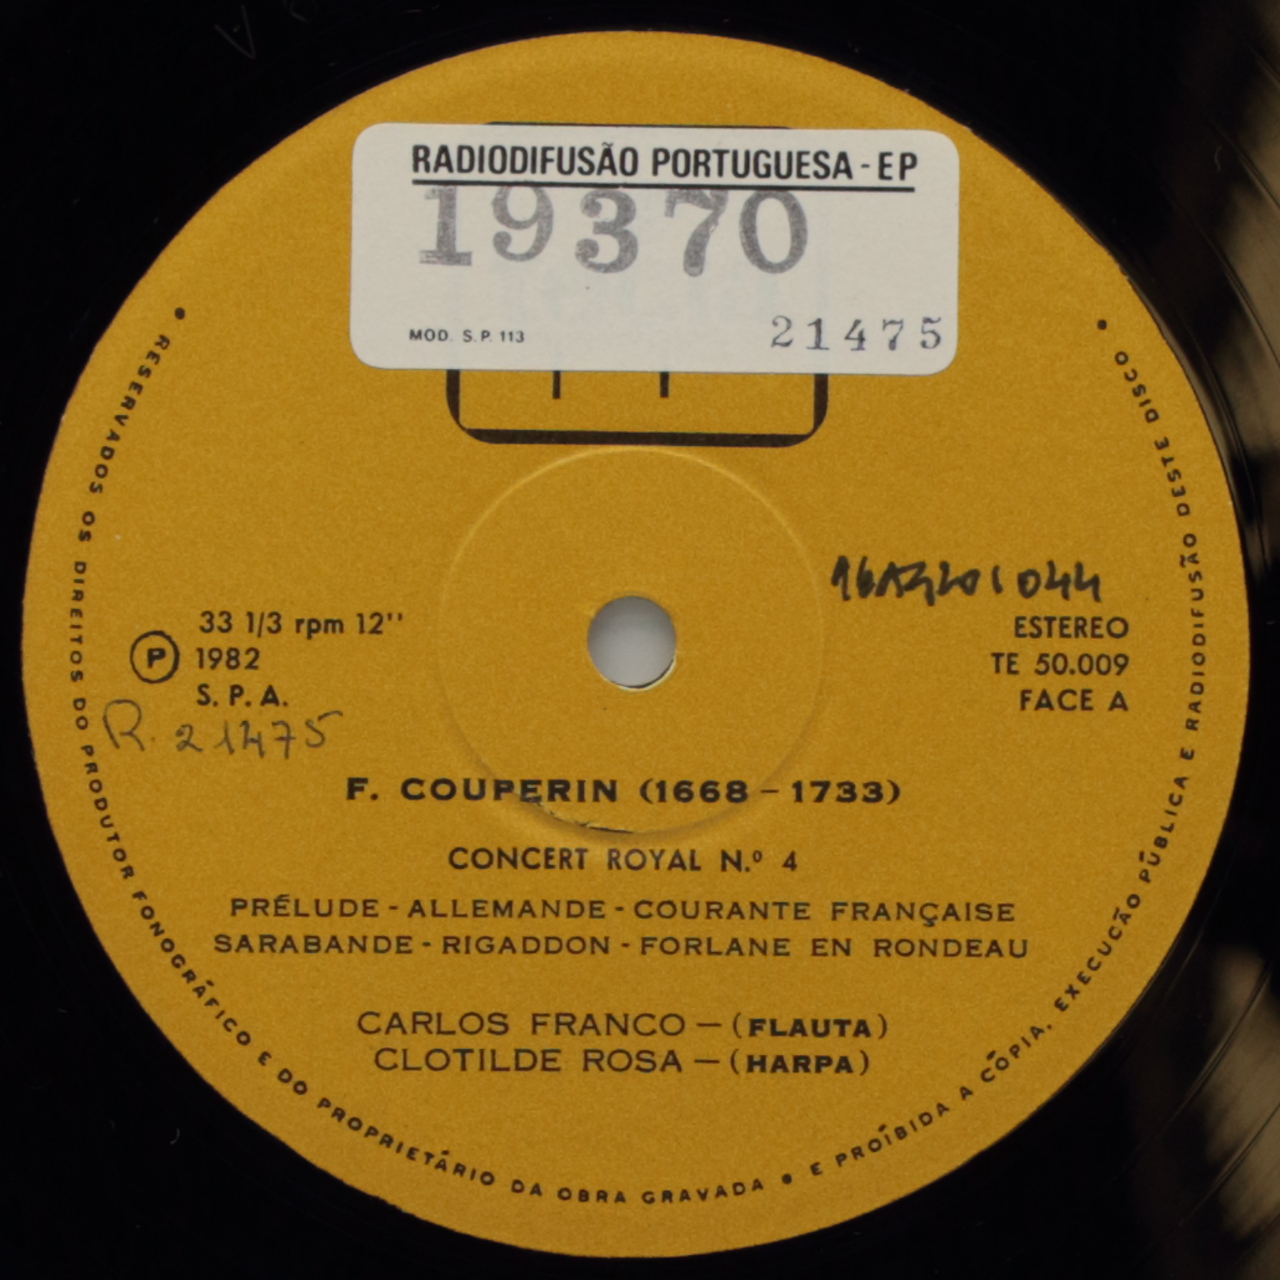 RADIODIFUSÃO PORTUGUESA - EP
19370
MOD. S.P. 113
21475
33 1/3 rpm 12''
P 1982
S. P. A.
R. 21475
ESTEREO
TE 50.009
FACE A
F. COUPERIN (1668 - 1733)
CONCERT ROYAL N.º 4
PRÉLUDE - ALLEMANDE - COURANTE FRANÇAISE
SARABANDE - RIGADDON - FORLANE EN RONDEAU
CARLOS FRANCO — (FLAUTA)
CLOTILDE ROSA — (HARPA)
• RESERVADOS OS DIREITOS DO PRODUTOR FONOGRÁFICO E DO PROPRIETÁRIO DA OBRA GRAVADA • E PROÍBIDA A CÓPIA, EXECUÇÃO PÚBLICA E RADIODIFUSÃO DESTE DISCO •